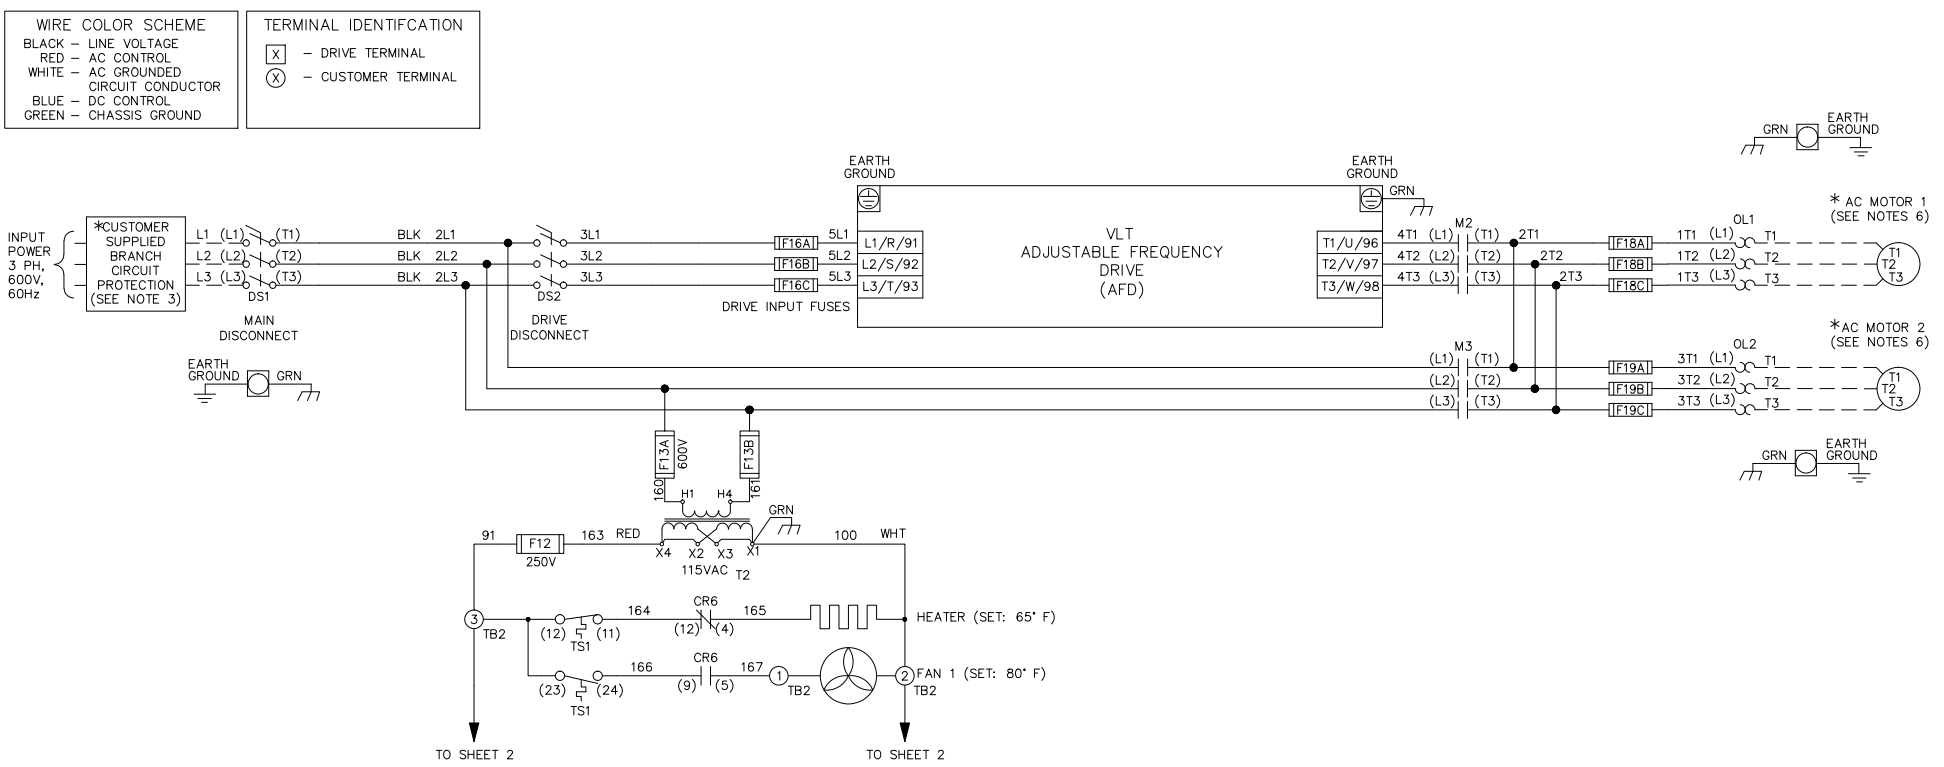 WIRE COLOR SCHEME
BLACK – LINE VOLTAGE
RED – AC CONTROL
WHITE – AC GROUNDED
CIRCUIT CONDUCTOR
BLUE – DC CONTROL
GREEN – CHASSIS GROUND
TERMINAL IDENTIFCATION
X – DRIVE TERMINAL
X – CUSTOMER TERMINAL
INPUT
POWER
3 PH,
600V,
60Hz
*CUSTOMER
SUPPLIED
BRANCH
CIRCUIT
PROTECTION
(SEE NOTE 3)
L1 (L1) (T1)
L2 (L2) (T2)
L3 (L3) (T3)
DS1
MAIN
DISCONNECT
EARTH
GROUND
GRN
BLK 2L1
BLK 2L2
BLK 2L3
3L1
3L2
3L3
DS2
DRIVE
DISCONNECT
F16A
F16B
F16C
5L1
5L2
5L3
DRIVE INPUT FUSES
EARTH
GROUND
L1/R/91
L2/S/92
L3/T/93
VLT
ADJUSTABLE FREQUENCY
DRIVE
(AFD)
EARTH
GROUND
GRN
T1/U/96
T2/V/97
T3/W/98
M2
4T1 (L1) (T1) 2T1
4T2 (L2) (T2) 2T2
4T3 (L3) (T3) 2T3
F18A
F18B
F18C
OL1
1T1 (L1) T1
1T2 (L2) T2
1T3 (L3) T3
GRN
EARTH
GROUND
* AC MOTOR 1
(SEE NOTES 6)
T1
T2
T3
M3
(L1) (T1)
(L2) (T2)
(L3) (T3)
F19A
F19B
F19C
OL2
3T1 (L1) T1
3T2 (L2) T2
3T3 (L3) T3
*AC MOTOR 2
(SEE NOTES 6)
T1
T2
T3
GRN
EARTH
GROUND
F13A
600V
F13B
160
161
H1 H4
GRN
91
F12
250V
163 RED
X4 X2 X3 X1
115VAC T2
100 WHT
3
TB2
(12) (11)
TS1
164
CR6
(12) (4)
165
HEATER (SET: 65° F)
(23) (24)
TS1
166
CR6
(9) (5)
167
1
TB2
2
TB2
FAN 1 (SET: 80° F)
TO SHEET 2
TO SHEET 2